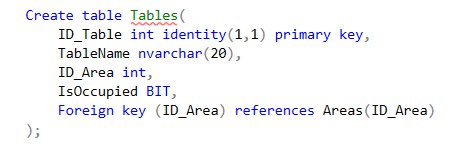 Create table Tables(
ID_Table int identity(1,1) primary key,
TableName nvarchar(20),
ID_Area int,
IsOccupied BIT,
Foreign key (ID_Area) references Areas(ID_Area)
);